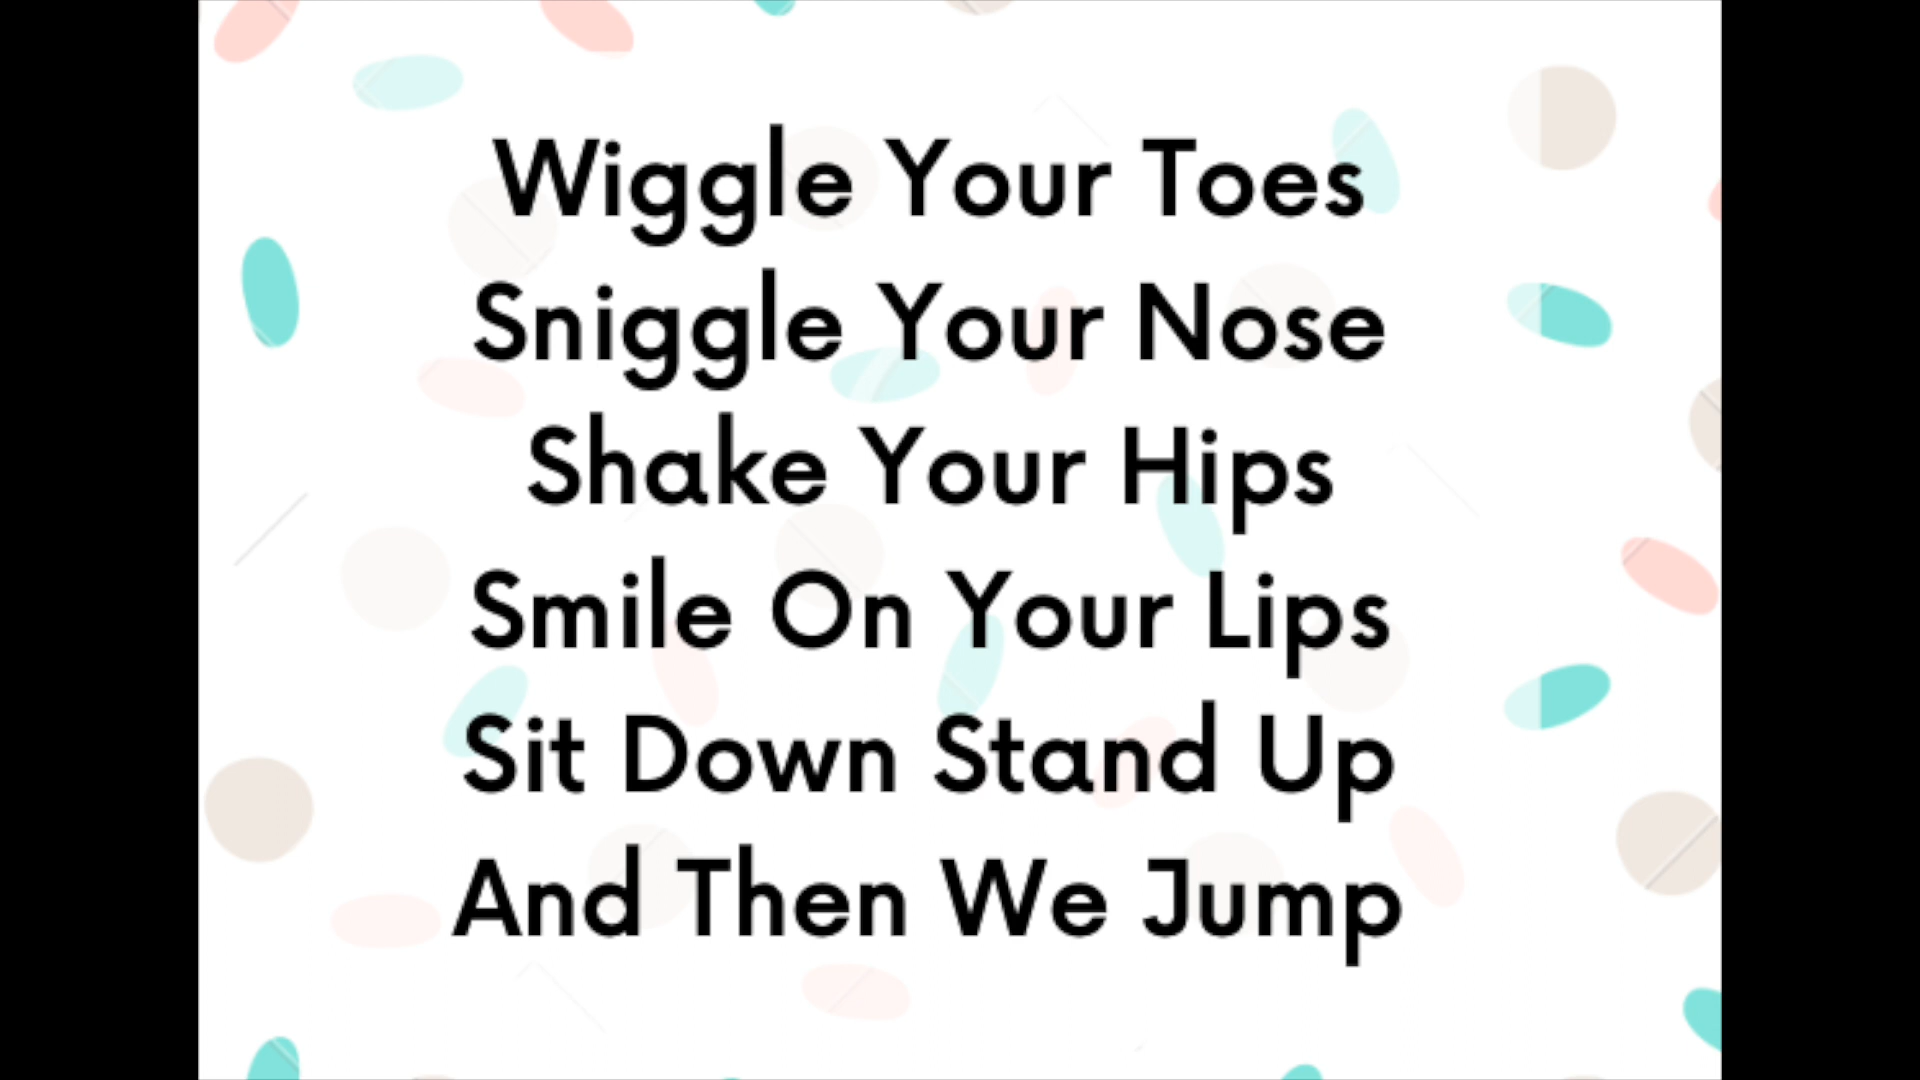 Wiggle Your Toes
Sniggle Your Nose
Shake Your Hips
Smile On Your Lips
Sit Down Stand Up
And Then We Jump